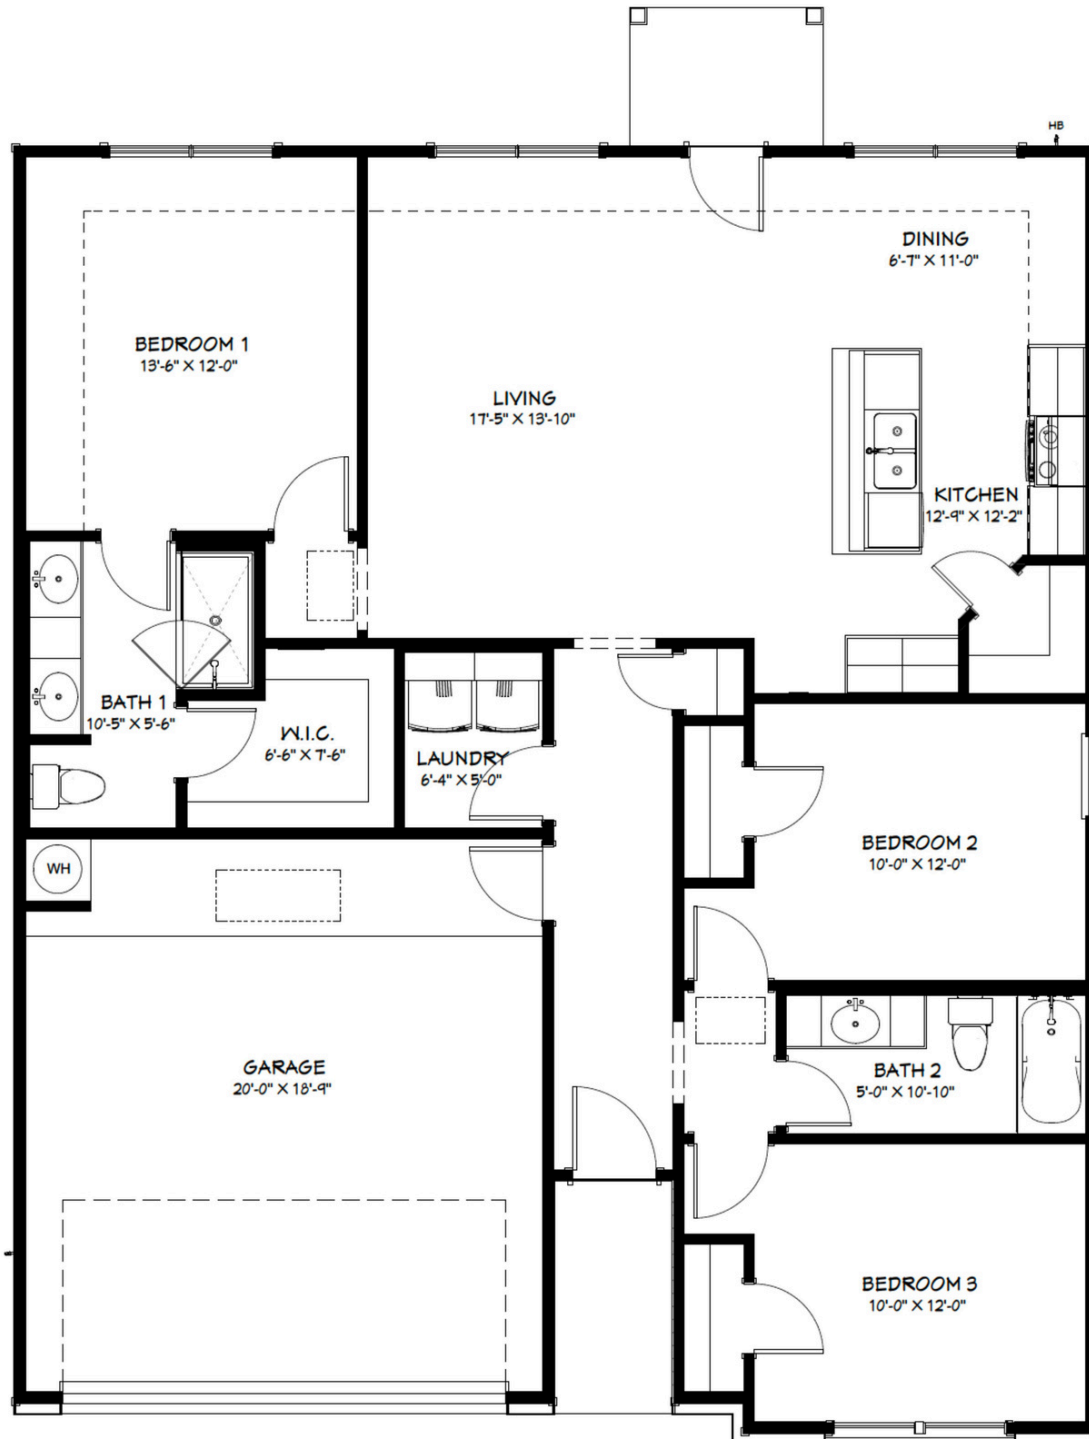 HB
DINING
6'-7" X 11'-0"
BEDROOM 1
13'-6" X 12'-0"
LIVING
17'-5" X 13'-10"
KITCHEN
12'-9" X 12'-2"
BATH 1
10'-5" X 5'-6"
W.I.C.
6'-6" X 7'-6"
LAUNDRY
6'-4" X 5'-0"
BEDROOM 2
10'-0" X 12'-0"
WH
GARAGE
20'-0" X 18'-9"
BATH 2
5'-0" X 10'-10"
BEDROOM 3
10'-0" X 12'-0"